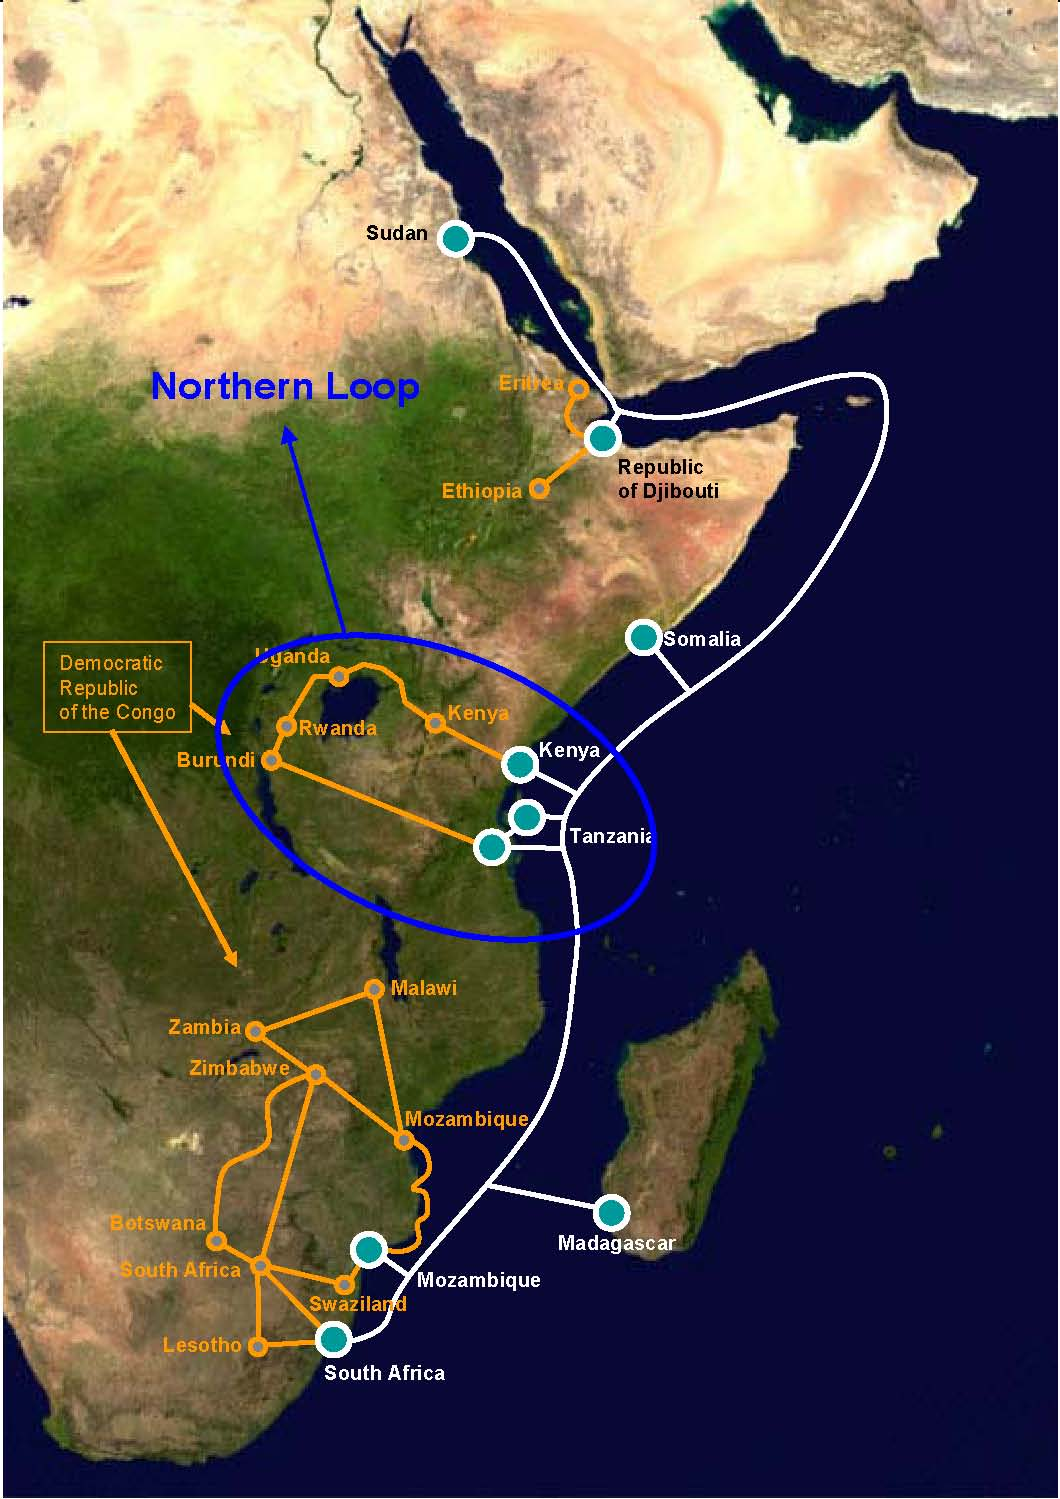 Sudan
Northern Loop
Eritrea
Republic
of Djibouti
Ethiopia
Somalia
Uganda
Democratic
Republic
of the Congo
Kenya
Rwanda
Kenya
Burundi
Tanzania
Malawi
Zambia
Zimbabwe
Mozambique
Botswana
Madagascar
South Africa
Mozambique
Swaziland
Lesotho
South Africa